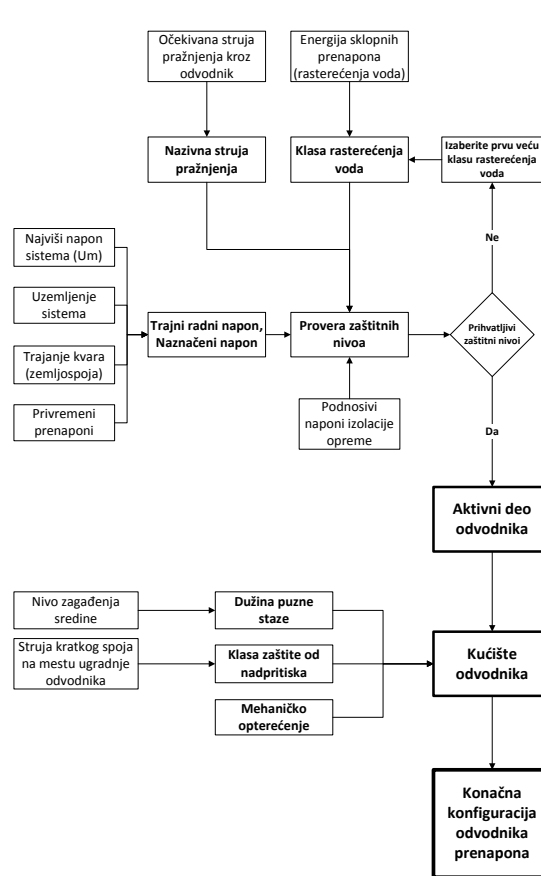 Očekivana struja
pražnjenja kroz
odvodnik
Energija sklopnih
prenapona
(rasterećenja voda)
Nazivna struja
pražnjenja
Klasa rasterećenja
voda
Izaberite prvu veću
klasu rasterećenja
voda
Ne
Najviši napon
sistema (Um)
Uzemljenje
sistema
Trajanje kvara
(zemljospoja)
Privremeni
prenaponi
Trajni radni napon,
Naznačeni napon
Provera zaštitnih
nivoa
Prihvatljivi
zaštitni nivoi
Podnosivi
naponi izolacije
opreme
Da
Aktivni deo
odvodnika
Nivo zagađenja
sredine
Dužina puzne
staze
Struja kratkog spoja
na mestu ugradnje
odvodnika
Klasa zaštite od
nadpritiska
Mehaničko
opterećenje
Kućište
odvodnika
Konačna
konfiguracija
odvodnika
prenapona